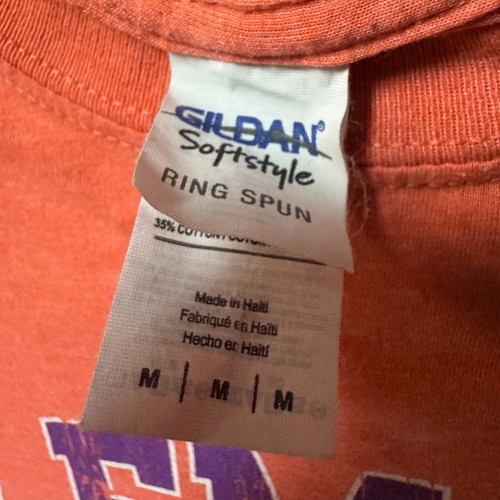 GILDAN®
Softstyle
RING SPUN
35% COTTON
Made in Haiti
Fabriqué en Haïti
Hecho en Haití
M | M | M